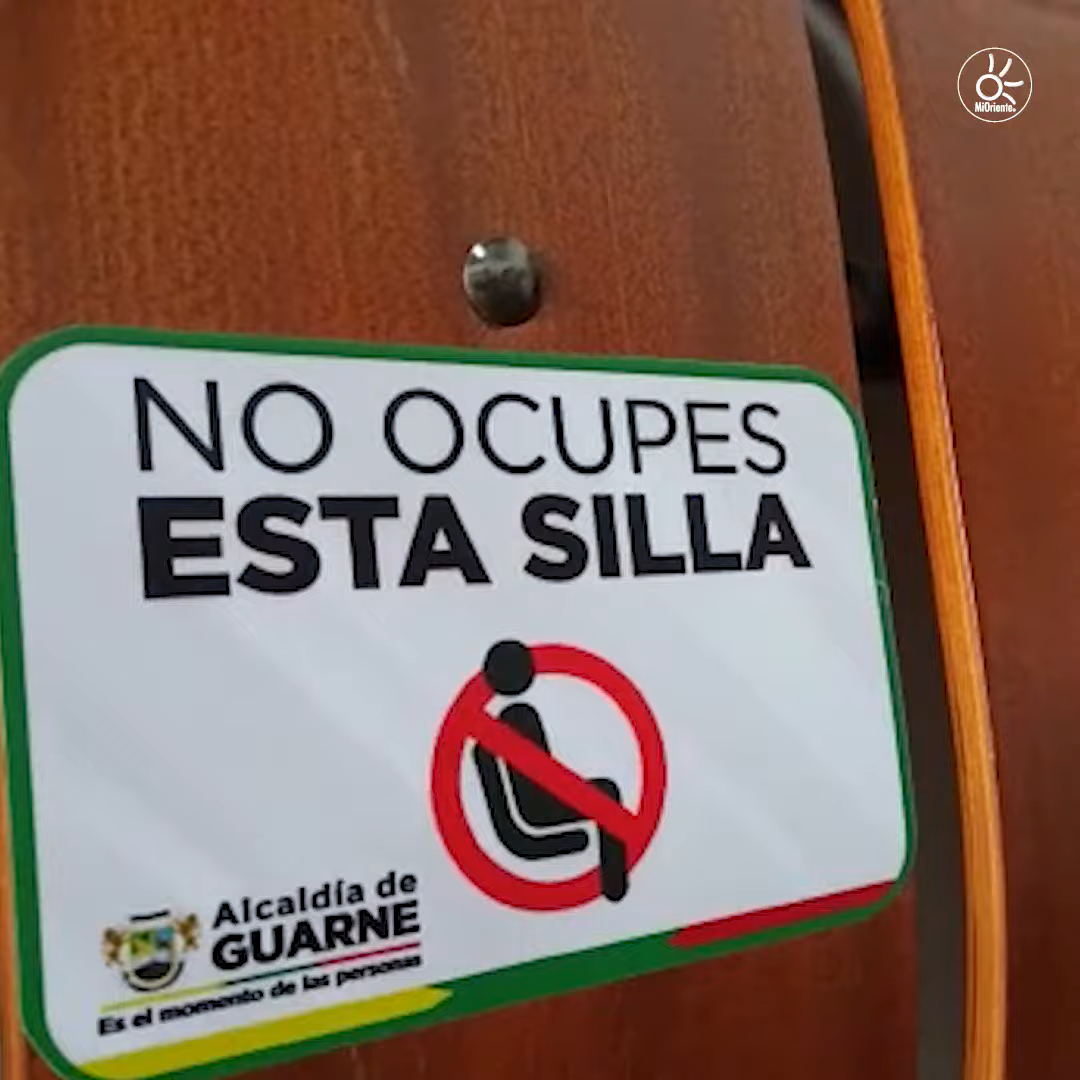 MiOriente.
NO OCUPES
ESTA SILLA
Alcaldía de
GUARNE
Es el momento de las personas